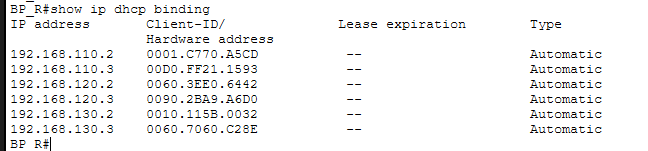 BP_R#show ip dhcp binding
IP address       Client-ID/              Lease expiration        Type
                 Hardware address
192.168.110.2    0001.C770.A5CD           --                     Automatic
192.168.110.3    00D0.FF21.1593           --                     Automatic
192.168.120.2    0060.3EE0.6442           --                     Automatic
192.168.120.3    0090.2BA9.A6D0           --                     Automatic
192.168.130.2    0010.115B.0032           --                     Automatic
192.168.130.3    0060.7060.C28E           --                     Automatic
BP_R#